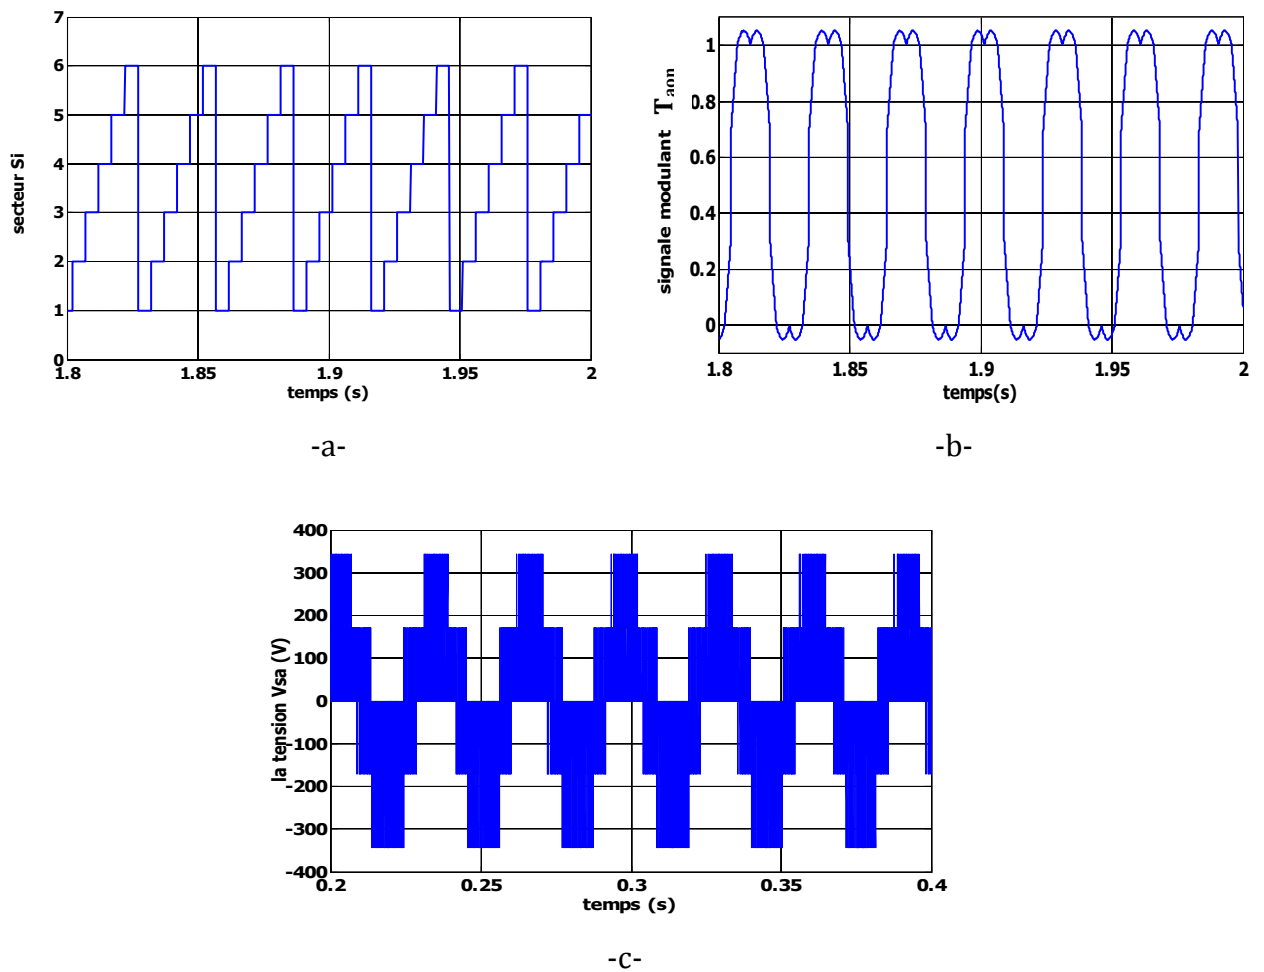 7
6
5
4
3
2
1
0
secteur Si
1.8 1.85 1.9 1.95 2
temps (s)
-a-
1
0.8
0.6
0.4
0.2
0
signale modulant T aon
1.8 1.85 1.9 1.95 2
temps(s)
-b-
400
300
200
100
0
-100
-200
-300
-400
la tension Vsa (V)
0.2 0.25 0.3 0.35 0.4
temps (s)
-c-